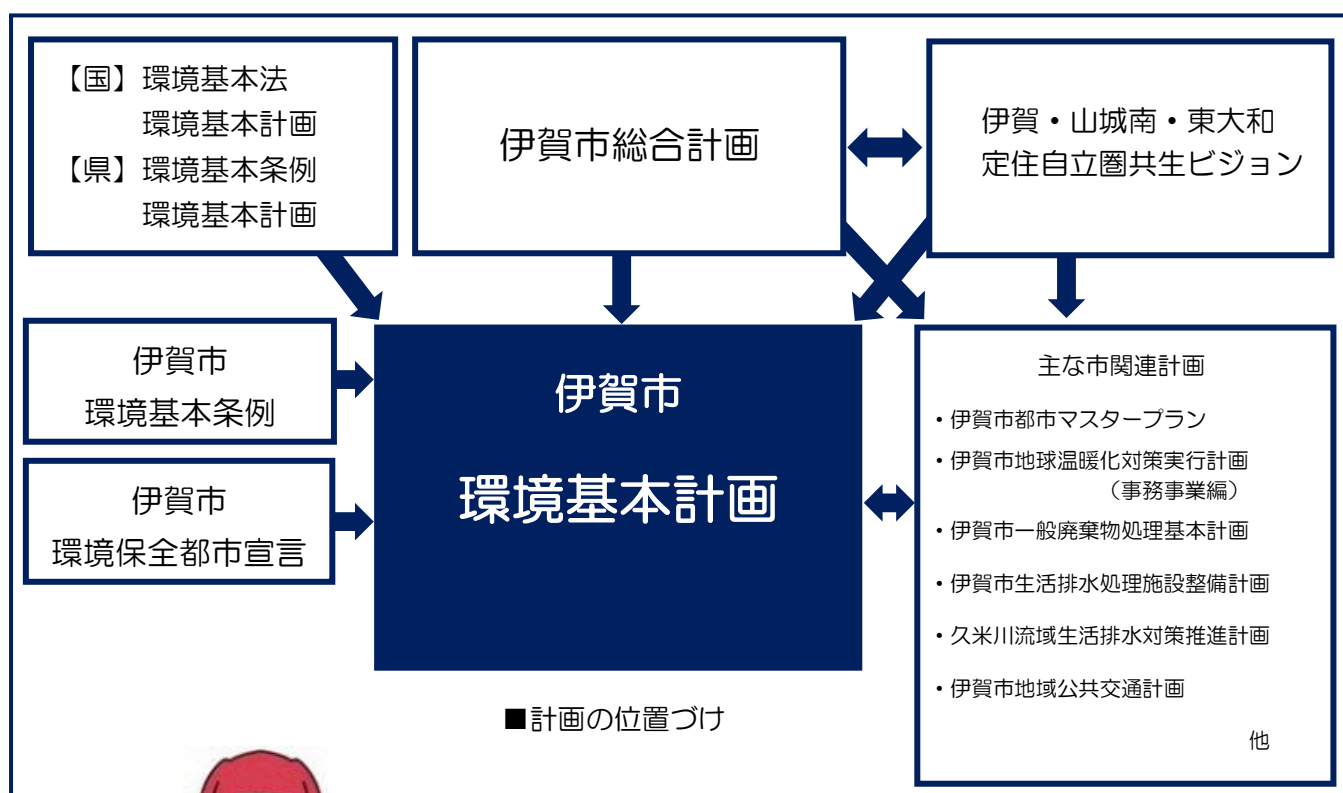 【国】環境基本法
環境基本計画
【県】環境基本条例
環境基本計画
伊賀市総合計画
伊賀・山城南・東大和
定住自立圏共生ビジョン
伊賀市
環境基本条例
伊賀市
環境保全都市宣言
伊賀市
環境基本計画
主な市関連計画
・伊賀市都市マスタープラン
・伊賀市地球温暖化対策実行計画
（事務事業編）
・伊賀市一般廃棄物処理基本計画
・伊賀市生活排水処理施設整備計画
・久米川流域生活排水対策推進計画
・伊賀市地域公共交通計画
他
■計画の位置づけ